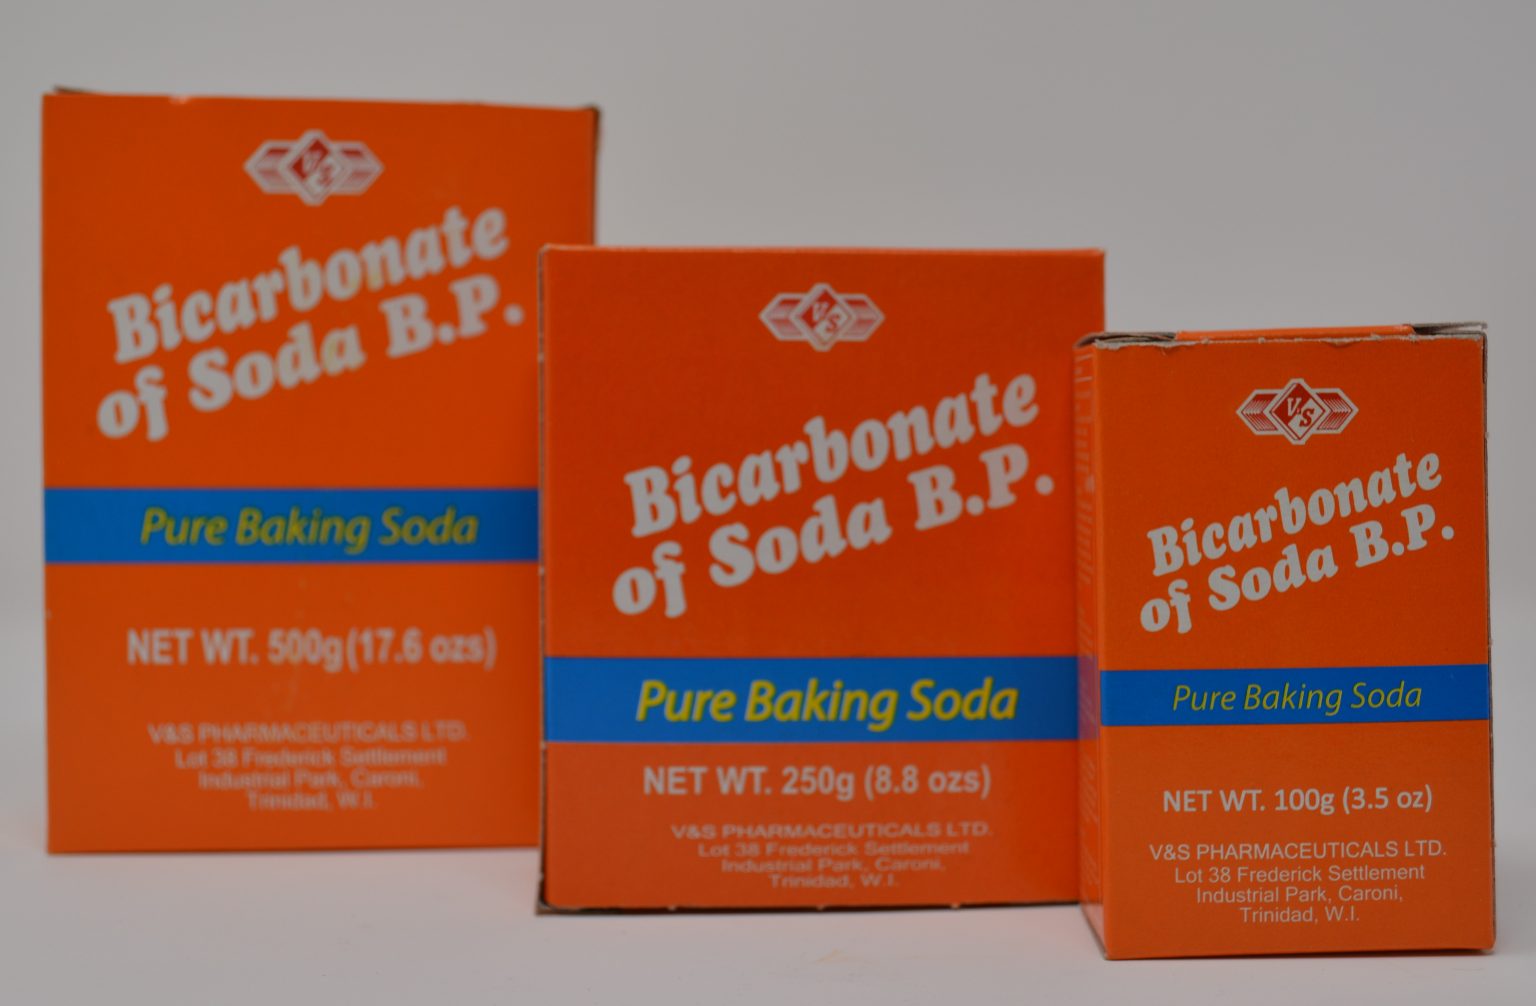 VS
Bicarbonate
of Soda B.P.
Pure Baking Soda
NET WT. 500g (17.6 ozs)
V&S PHARMACEUTICALS LTD.
Lot 38 Frederick Settlement
Industrial Park, Caroni,
Trinidad, W.I.
VS
Bicarbonate
of Soda B.P.
Pure Baking Soda
NET WT. 250g (8.8 ozs)
V&S PHARMACEUTICALS LTD.
Lot 38 Frederick Settlement
Industrial Park, Caroni,
Trinidad, W.I.
V&S
Bicarbonate
of Soda B.P.
Pure Baking Soda
NET WT. 100g (3.5 oz)
V&S PHARMACEUTICALS LTD.
Lot 38 Frederick Settlement
Industrial Park, Caroni,
Trinidad, W.I.